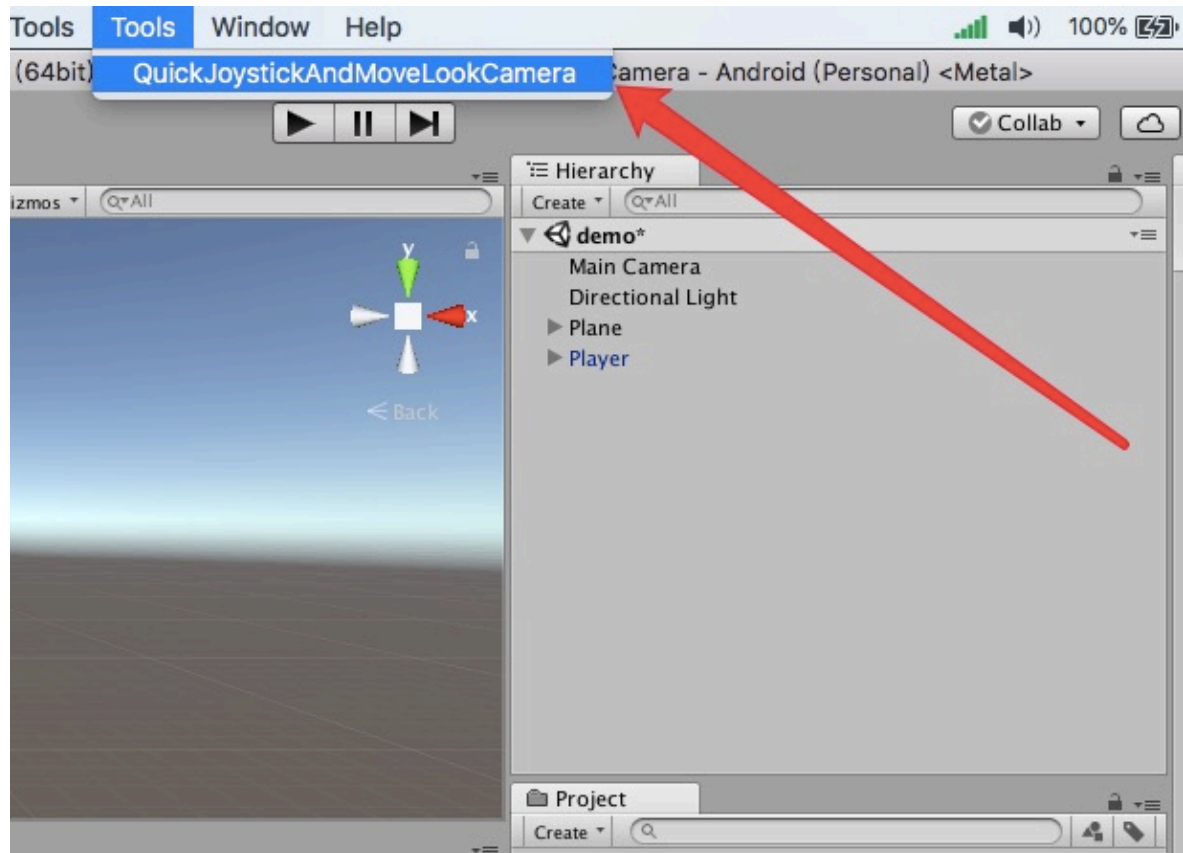 Tools Tools Window Help 100%
QuickJoystickAndMoveLookCamera
(64bit) amera - Android (Personal) <Metal>
Collab
Hierarchy
izmos All Create All
demo*
y
Main Camera
Directional Light
x Plane
Player
Back
Project
Create